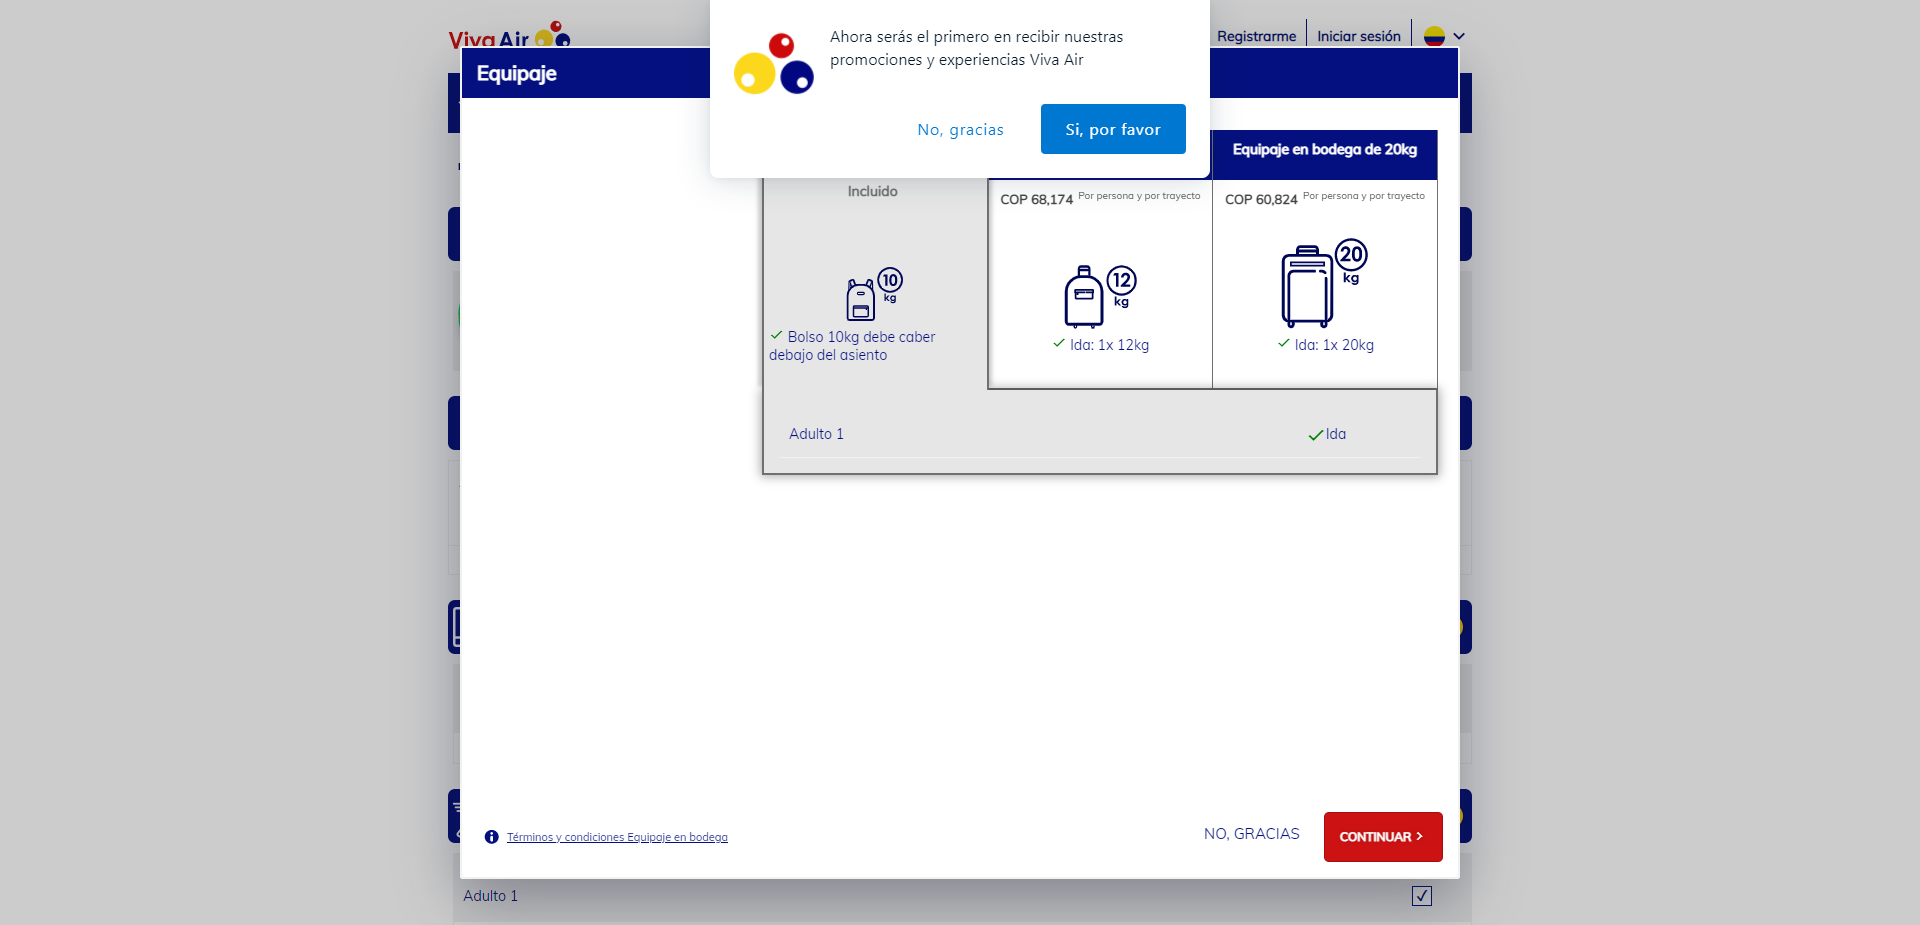 Viva Air
Ahora serás el primero en recibir nuestras
promociones y experiencias Viva Air
No, gracias
Si, por favor
Registrarme
Iniciar sesión
Equipaje
Equipaje en bodega de 20kg
Incluido
COP 68,174 Por persona y por trayecto
COP 60,824 Por persona y por trayecto
10
kg
12
kg
20
kg
Bolso 10kg debe caber
debajo del asiento
Ida: 1x 12kg
Ida: 1x 20kg
Adulto 1
Ida
Términos y condiciones Equipaje en bodega
NO, GRACIAS
CONTINUAR >
Adulto 1